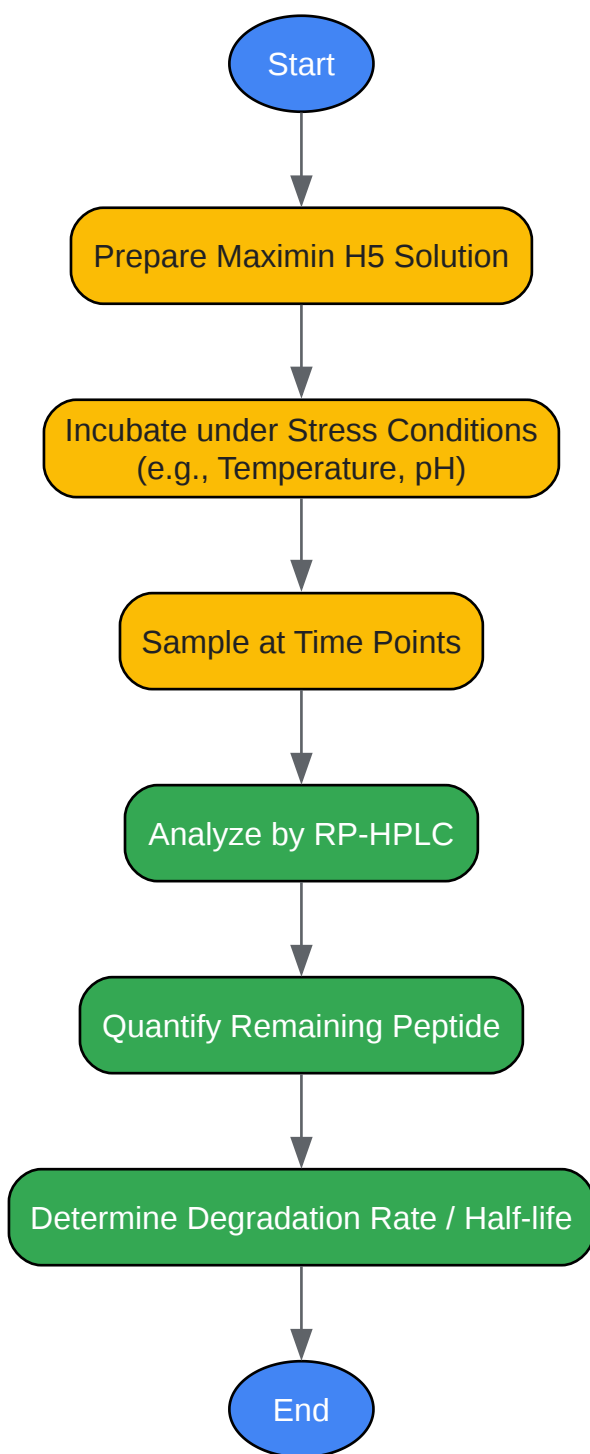 Start
Prepare Maximin H5 Solution
Incubate under Stress Conditions
(e.g., Temperature, pH)
Sample at Time Points
Analyze by RP-HPLC
Quantify Remaining Peptide
Determine Degradation Rate / Half-life
End